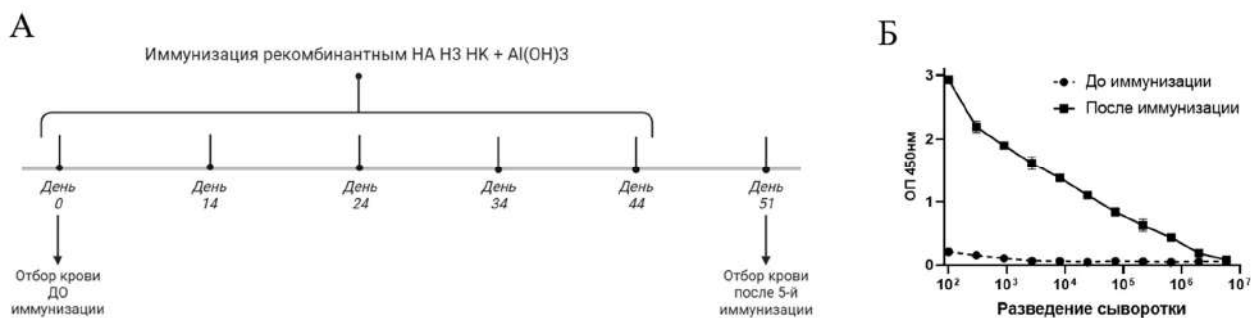 А
Иммунизация рекомбинантным НА Н3 НК + Al(ОН)3
День
0
День
14
День
24
День
34
День
44
День
51
Отбор крови
ДО
иммунизации
Отбор крови
после 5-й
иммунизации
Б
ОП 450нм
3
2
1
0
До иммунизации
После иммунизации
10² 10³ 10⁴ 10⁵ 10⁶ 10⁷
Разведение сыворотки